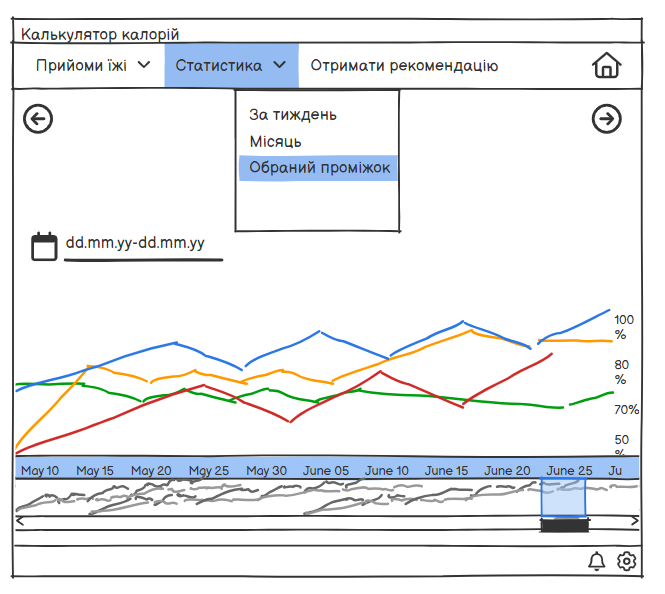 Калькулятор калорій
Прийоми їжі Статистика Отримати рекомендацію
За тиждень
Місяць
Обраний проміжок
dd.mm.yy-dd.mm.yy
100
%
80
%
70%
50
%
May 10 May 15 May 20 May 25 May 30 June 05 June 10 June 15 June 20 June 25 Ju